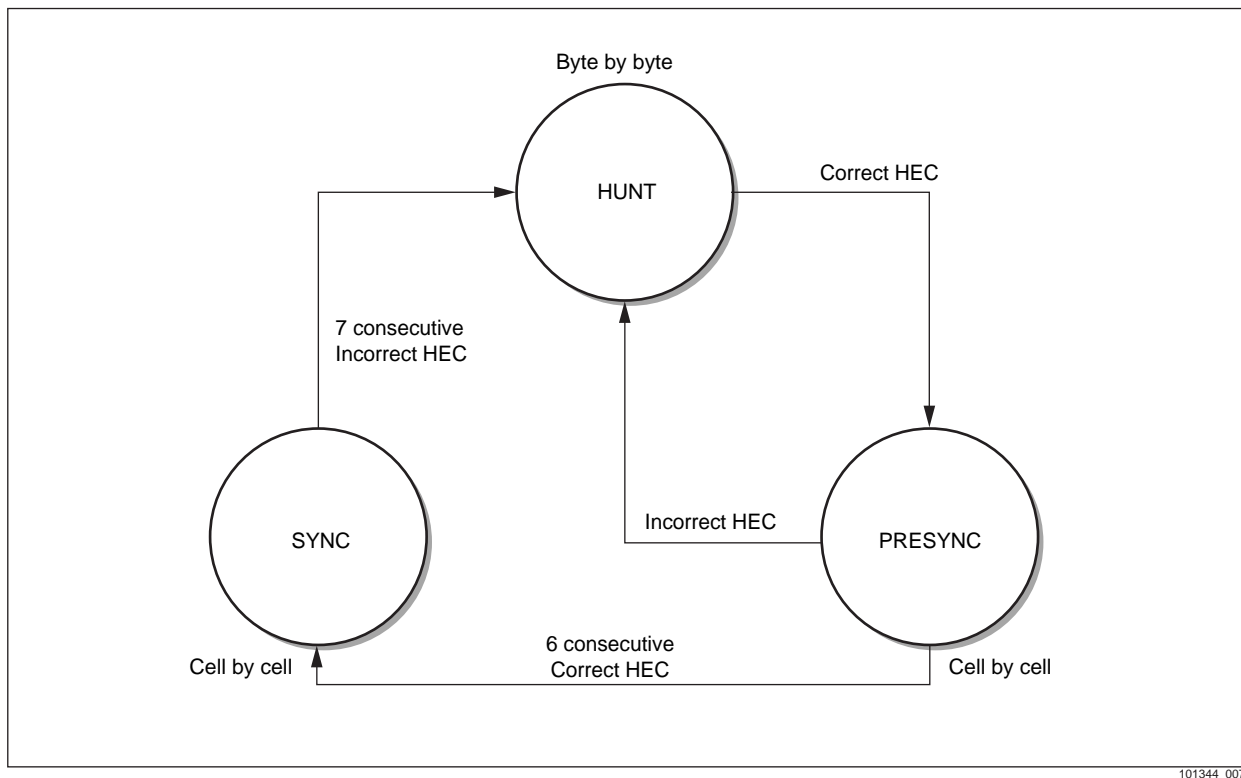 Byte by byte
HUNT
Correct HEC
7 consecutive
Incorrect HEC
Incorrect HEC
SYNC
PRESYNC
6 consecutive
Correct HEC
Cell by cell
Cell by cell
101344_007